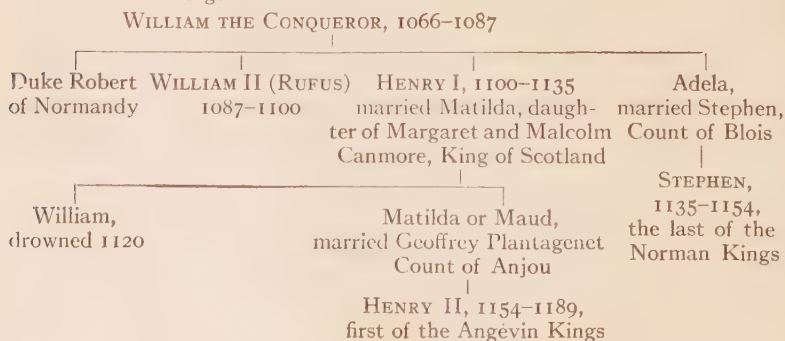 WILLIAM THE CONQUEROR, 1066–1087
Duke Robert
of Normandy
WILLIAM II (RUFUS)
1087–1100
HENRY I, 1100–1135
married Matilda, daugh-
ter of Margaret and Malcolm
Canmore, King of Scotland
Adela,
married Stephen,
Count of Blois
STEPHEN,
1135–1154,
the last of the
Norman Kings
William,
drowned 1120
Matilda or Maud,
married Geoffrey Plantagenet
Count of Anjou
HENRY II, 1154–1189,
first of the Angevin Kings